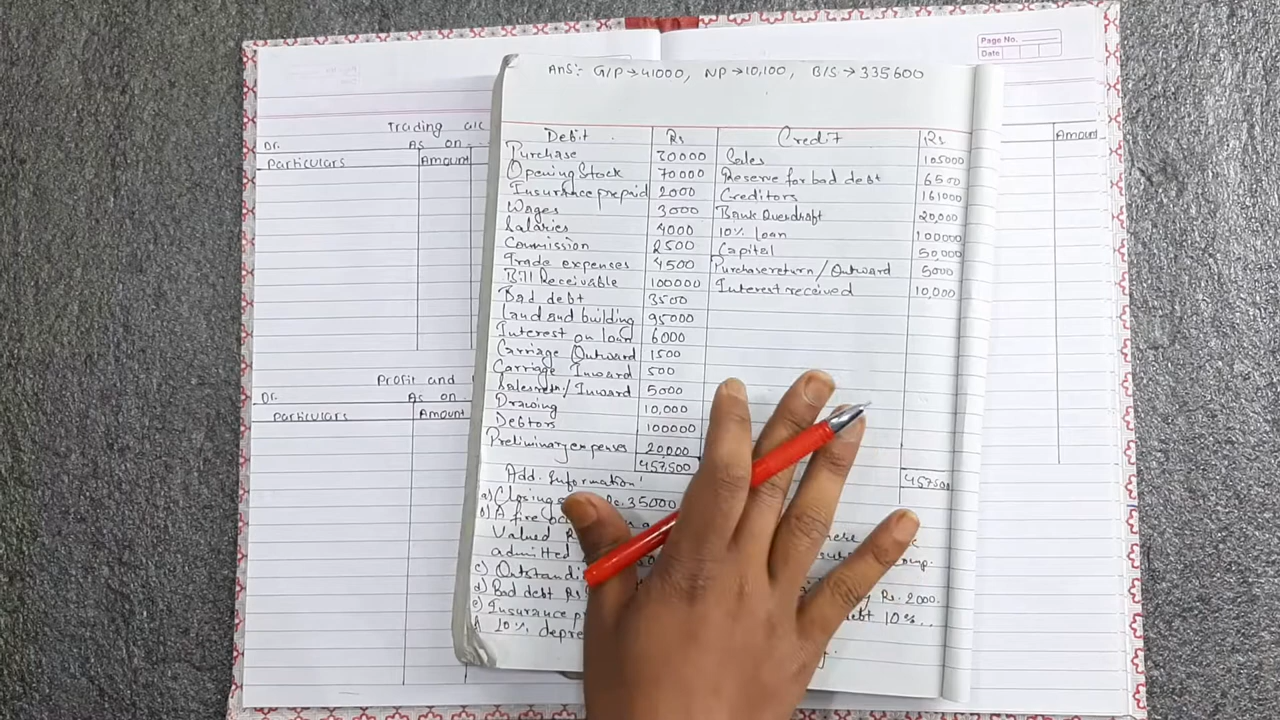 Page No.
Date
Ans:- G/P → 41000, NP → 10,100, B/S → 335600
Trading a/c
Dr. As on...
Particulars Amount
Amount
Debit Rs Credit Rs
Purchase 70000 Sales 105000
Opening Stock 70000 Reserve for bad debt 6500
Insurance prepaid 2000 Creditors 161000
Wages 3000 Bank Overdraft 20,000
Salaries 4000 10% loan 100000
Commission 2500 Capital 50,000
Trade expenses 4500 Purchase return / Outward 5000
Bill Receivable 100000 Interest received 10,000
Bad debt 3500
Land and building 95000
Interest on loan 6000
Carriage Outward 1500
Carriage Inward 500
Sales / Inward 5000
Drawing 10,000
Debtors 100000
Preliminary expenses 20,000
457,500 457500
Profit and
Dr. As on
Particulars Amount
Add. Information
a) Closing 35000
b) A fire
Valued
admitted
c)
d) Bad debt Rs. 2000.
e) Insurance debt 10%..
10% depre